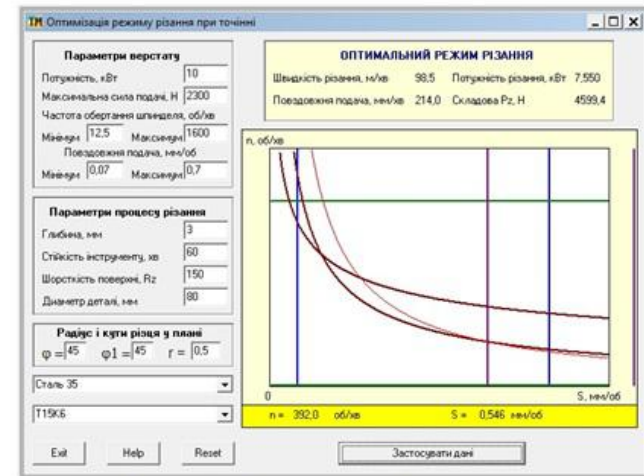 TM Оптимізація режиму різання при точінні
Параметри верстату
Потужність, кВт 10
Максимальна сила подачі, Н 2300
Частота обертання шпинделя, об/хв
Мінімум 12,5 Максимум 1600
Повздовжня подача, мм/об
Мінімум 0,07 Максимум 0,7
Параметри процесу різання
Глибина, мм 3
Стійкість інструменту, хв 60
Шорсткість поверхні, Rz 150
Диаметр деталі, мм 80
Радіус і кути різця у плані
φ = 45 φ1 = 45 r = 0,5
Сталь 35
Т15К6
Exit Help Reset
ОПТИМАЛЬНИЙ РЕЖИМ РІЗАННЯ
Швидкість різання, м/хв 98,5 Потужність різання, кВт 7,550
Повздовжня подача, мм/хв 214,0 Складова Pz, Н 4599,4
n, об/хв
0 S, мм/об
n = 392,0 об/хв S = 0,546 мм/об
Застосувати дані